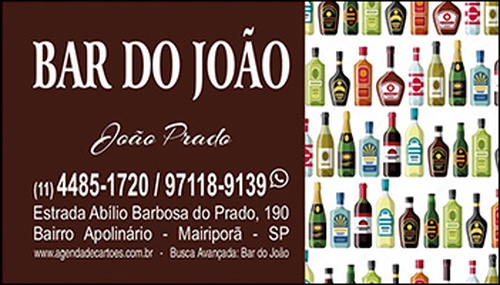 BAR DO JOÃO
João Prado
(11) 4485-1720 / 97118-9139
Estrada Abílio Barbosa do Prado, 190
Bairro Apolinário - Mairiporã - SP
www.agendadecartoes.com.br - Busca Avançada: Bar do João